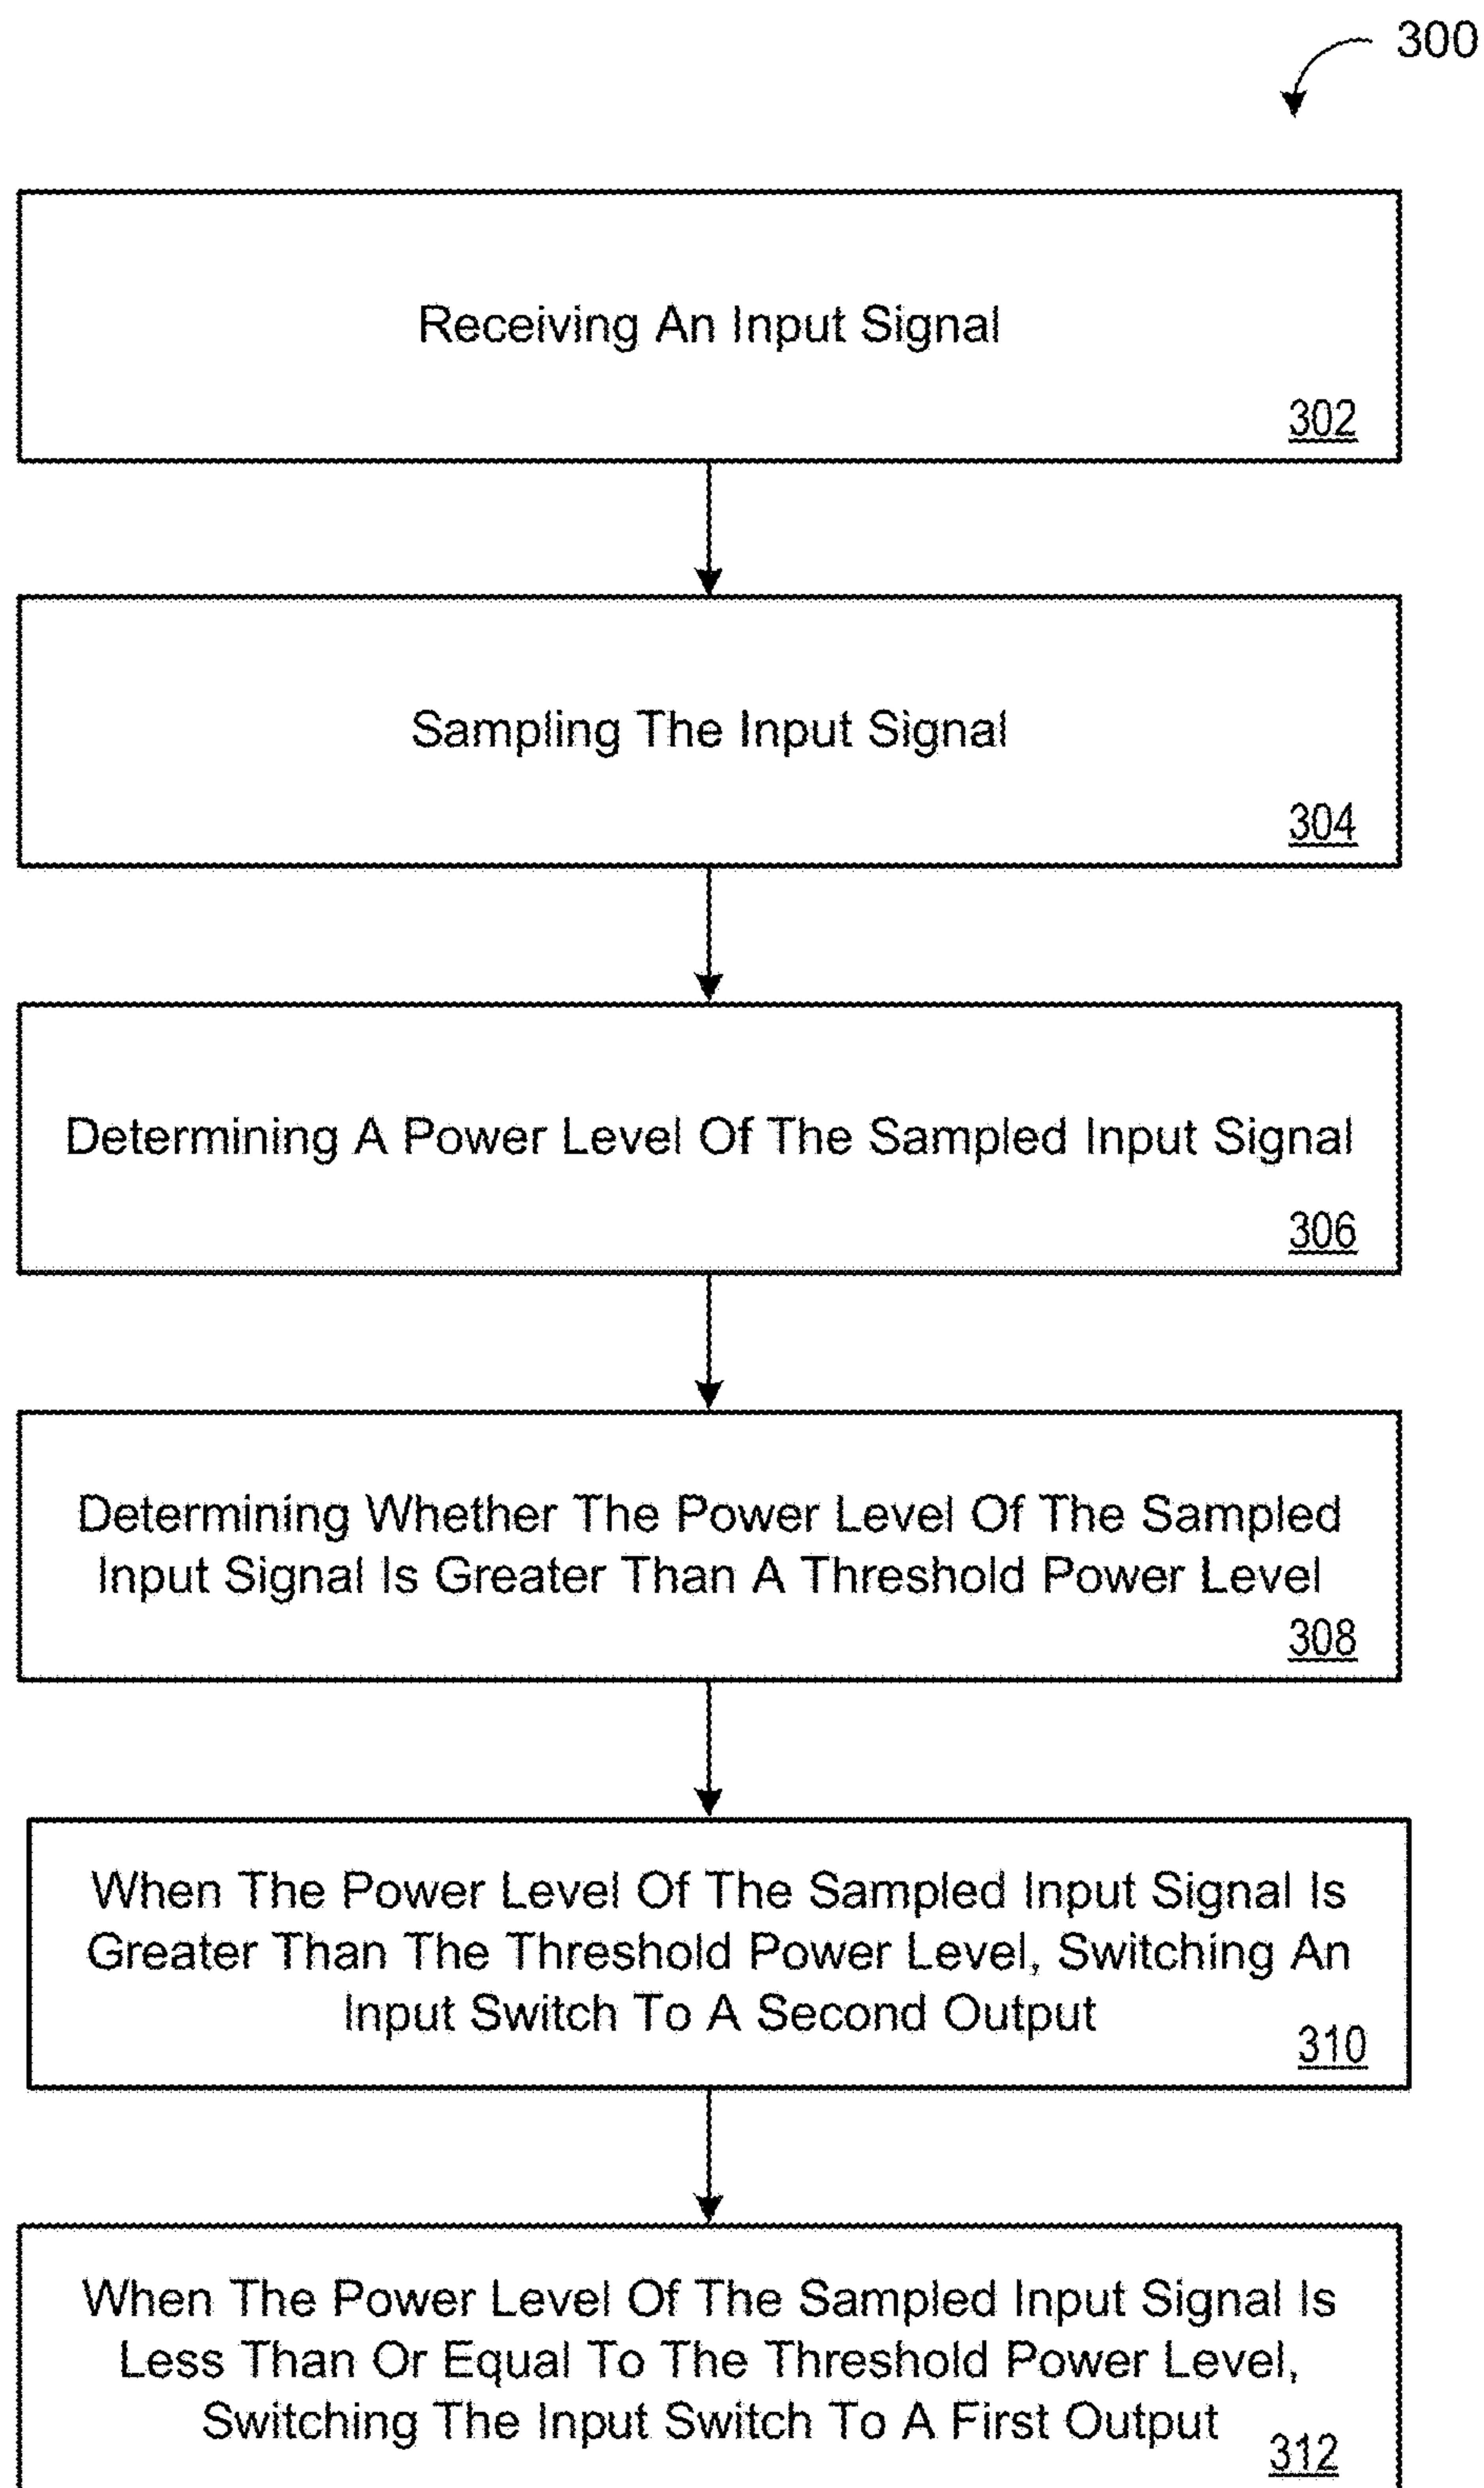 300
Receiving An Input Signal
302
Sampling The Input Signal
304
Determining A Power Level Of The Sampled Input Signal
306
Determining Whether The Power Level Of The Sampled
Input Signal Is Greater Than A Threshold Power Level
308
When The Power Level Of The Sampled Input Signal Is
Greater Than The Threshold Power Level, Switching An
Input Switch To A Second Output
310
When The Power Level Of The Sampled Input Signal Is
Less Than Or Equal To The Threshold Power Level,
Switching The Input Switch To A First Output
312